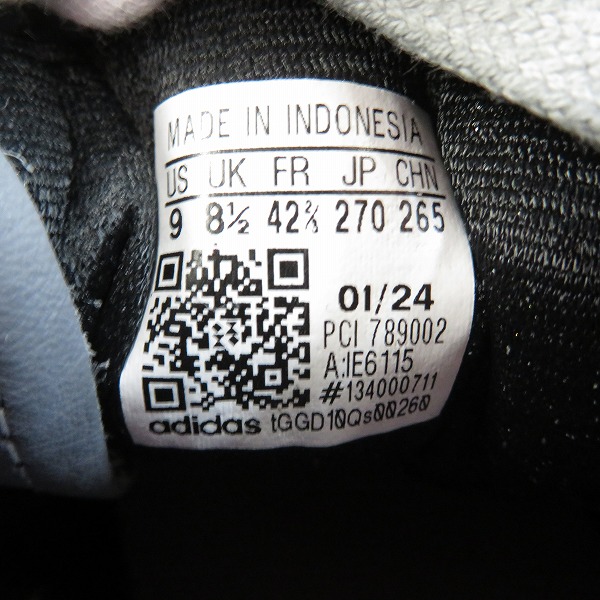 MADE IN INDONESIA
US UK FR JP CHN
9 8½ 42⅔ 270 265
01/24
PCI 789002
A:IE6115
#134000711
adidas tGGD10Qs00260